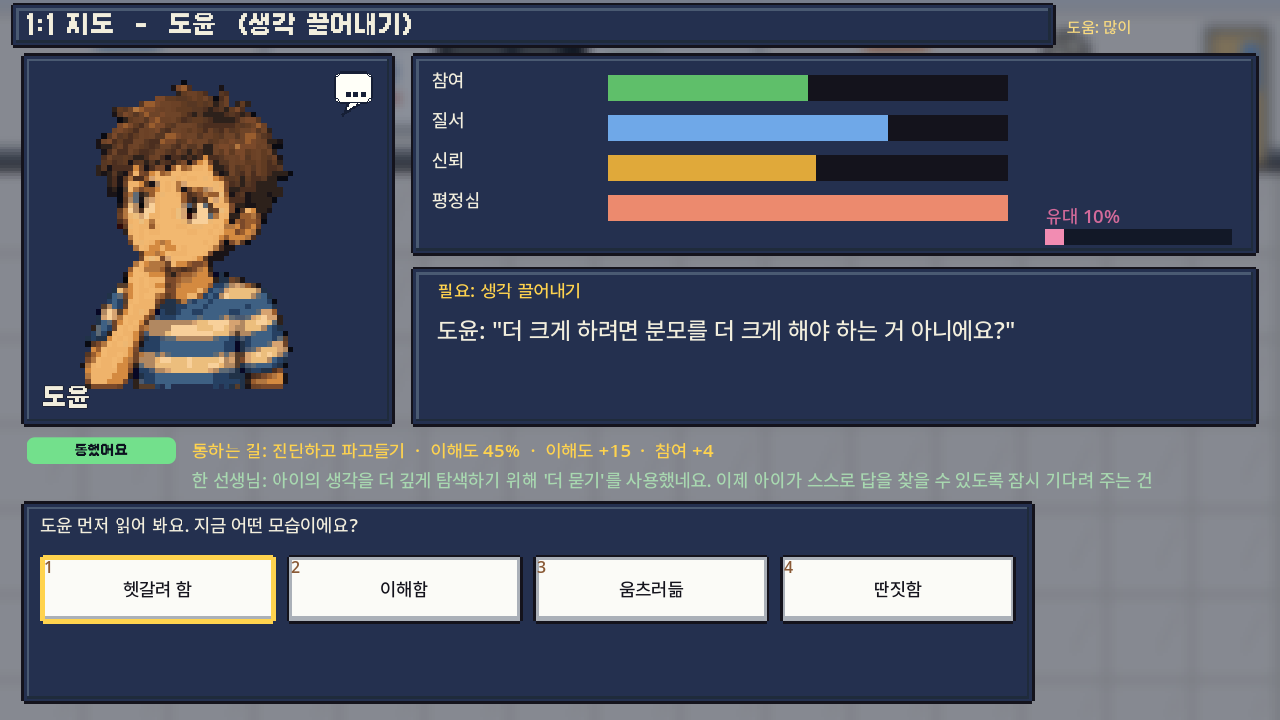 1:1 지도 - 도윤 (생각 끌어내기)
도움: 많이
...
도윤
참여
질서
신뢰
평정심
유대 10%
필요: 생각 끌어내기
도윤: "더 크게 하려면 분모를 더 크게 해야 하는 거 아니에요?"
통했어요
통하는 길: 진단하고 파고들기 · 이해도 45% · 이해도 +15 · 참여 +4
한 선생님: 아이의 생각을 더 깊게 탐색하기 위해 '더 묻기'를 사용했네요. 이제 아이가 스스로 답을 찾을 수 있도록 잠시 기다려 주는 건
도윤 먼저 읽어 봐요. 지금 어떤 모습이에요?
1 헷갈려 함
2 이해함
3 움츠러듦
4 딴짓함